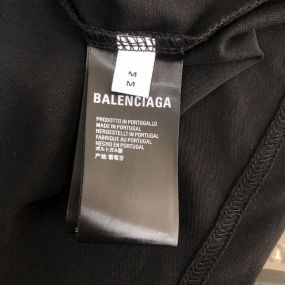 M
M
BALENCIAGA
PRODOTTO IN PORTOGALLO
MADE IN PORTUGAL
HERGESTELLT IN PORTUGAL
FABRIQUÉ AU PORTUGAL
HECHO EN PORTUGAL
ポルトガル製
产地:葡萄牙